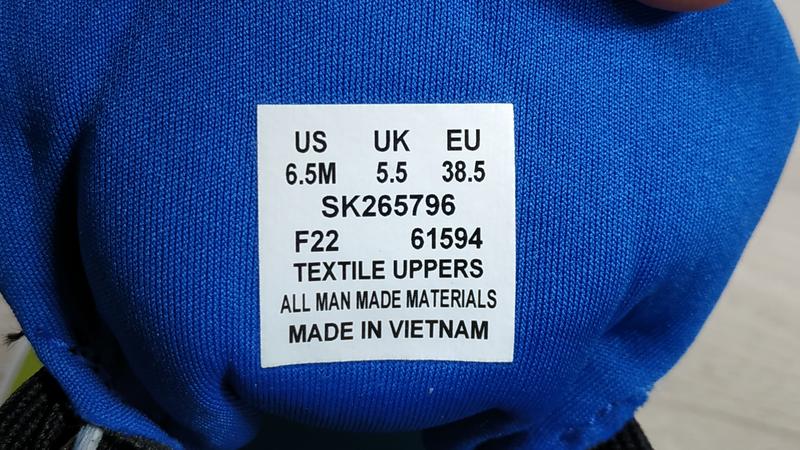 US UK EU
6.5M 5.5 38.5
SK265796
F22 61594
TEXTILE UPPERS
ALL MAN MADE MATERIALS
MADE IN VIETNAM